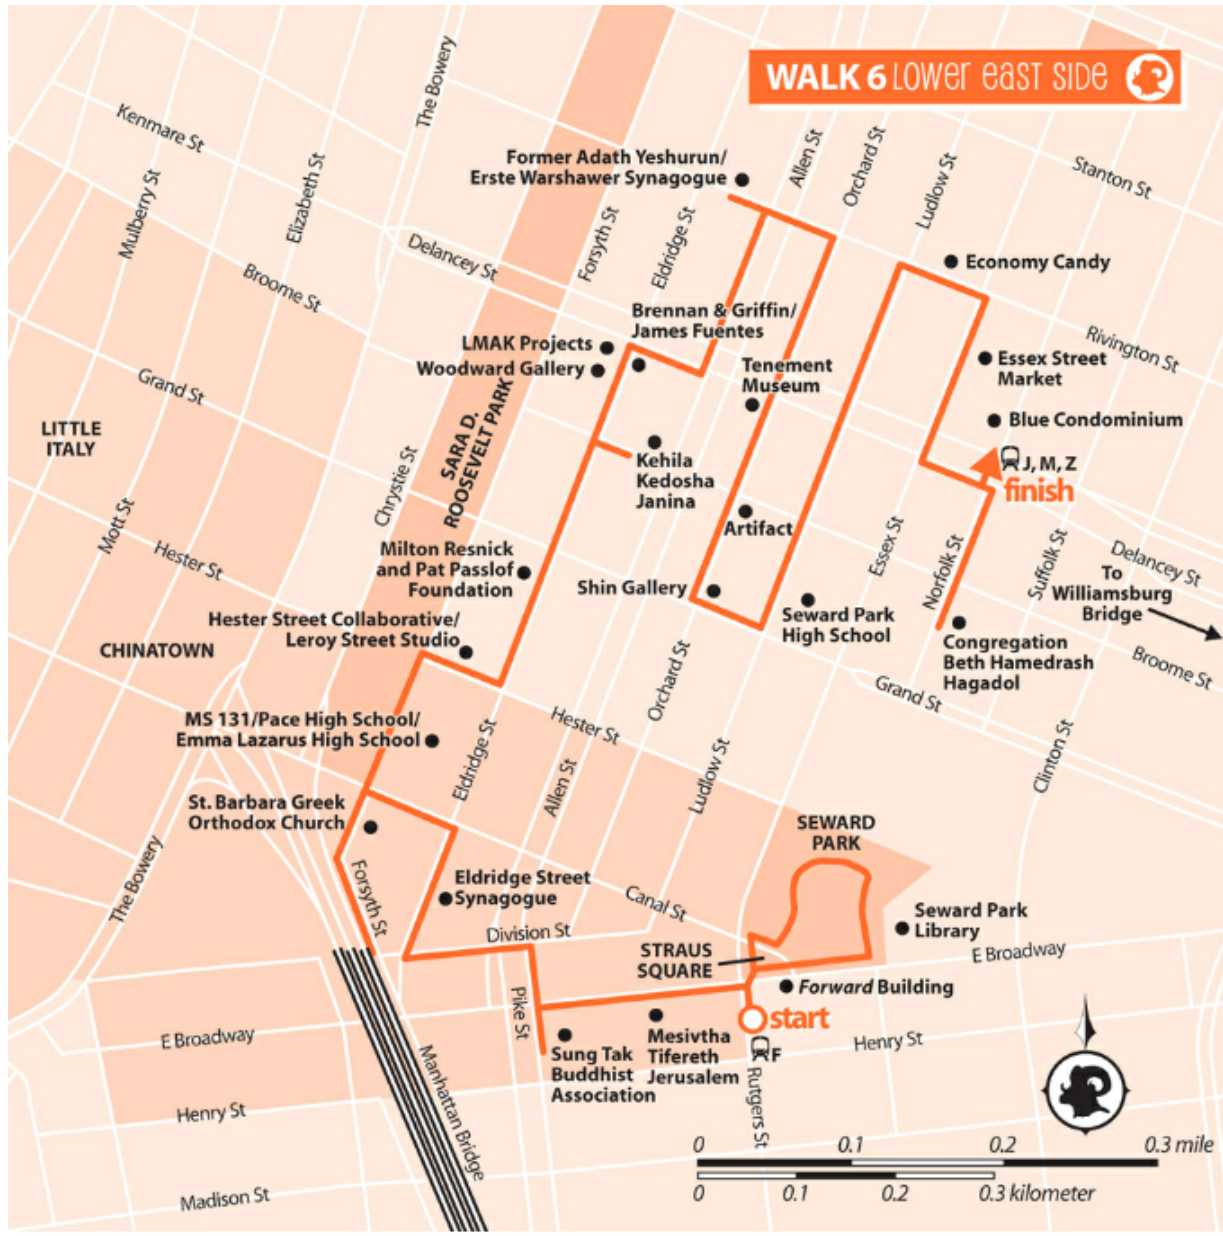 WALK 6 Lower East Side
Kenmare St
The Bowery
Mulberry St
Elizabeth St
Former Adath Yeshurun/
Erste Warshawer Synagogue
Allen St
Orchard St
Ludlow St
Stanton St
Forsyth St
Eldridge St
Delancey St
Broome St
Economy Candy
Brennan & Griffin/
James Fuentes
LMAK Projects
Woodward Gallery
Tenement
Museum
Rivington St
Essex Street
Market
Grand St
LITTLE
ITALY
SARA D.
ROOSEVELT PARK
Blue Condominium
J, M, Z
finish
Kehila
Kedosha
Janina
Chrystie St
Mott St
Hester St
Artifact
Milton Resnick
and Pat Passlof
Foundation
Shin Gallery
Essex St
Norfolk St
Suffolk St
Delancey St
To
Williamsburg
Bridge
Seward Park
High School
Congregation
Beth Hamedrash
Hagadol
Broome St
Grand St
Hester Street Collaborative/
Leroy Street Studio
CHINATOWN
Orchard St
MS 131/Pace High School/
Emma Lazarus High School
Hester St
Eldridge St
Allen St
Ludlow St
Clinton St
St. Barbara Greek
Orthodox Church
SEWARD
PARK
The Bowery
Forsyth St
Eldridge Street
Synagogue
Canal St
Division St
Seward Park
Library
STRAUS
SQUARE
E Broadway
Forward Building
start
Pike St
E Broadway
Sung Tak
Buddhist
Association
Mesivtha
Tifereth
Jerusalem
F
Henry St
Rutgers St
Manhattan Bridge
Henry St
Madison St
0 0.1 0.2 0.3 mile
0 0.1 0.2 0.3 kilometer